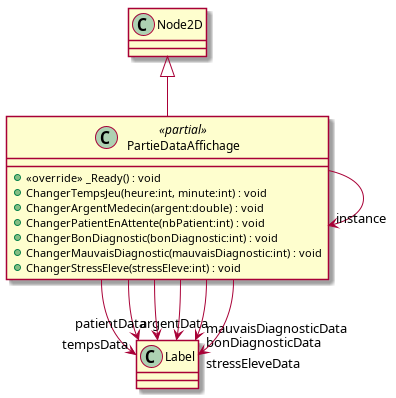 C Node2D
«partial»
C PartieDataAffichage
«override» _Ready() : void
ChangerTempsJeu(heure:int, minute:int) : void
ChangerArgentMedecin(argent:double) : void
ChangerPatientEnAttente(nbPatient:int) : void
ChangerBonDiagnostic(bonDiagnostic:int) : void
ChangerMauvaisDiagnostic(mauvaisDiagnostic:int) : void
ChangerStressEleve(stressEleve:int) : void
instance
patientData
argentData
mauvaisDiagnosticData
tempsData
bonDiagnosticData
stressEleveData
C Label